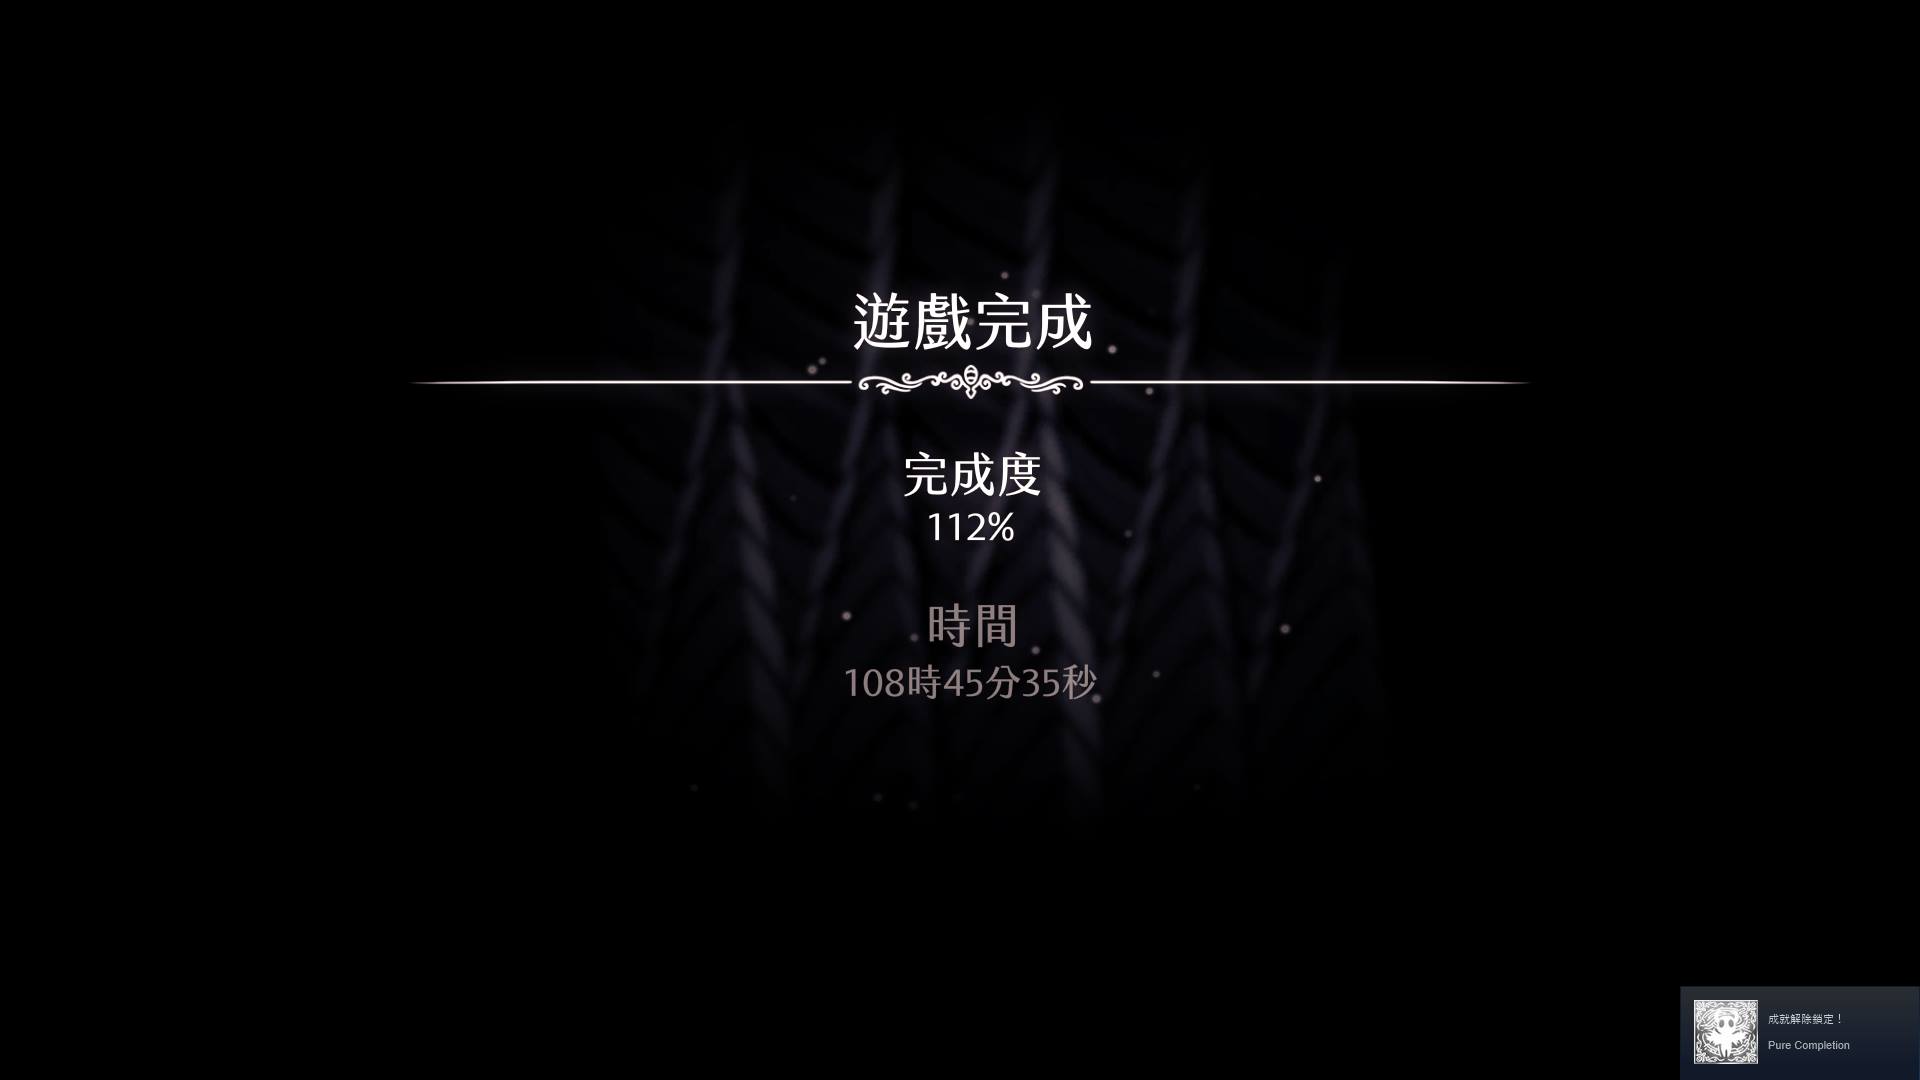 遊戲完成
完成度
112%
時間
108時45分35秒
成就解除鎖定！
Pure Completion